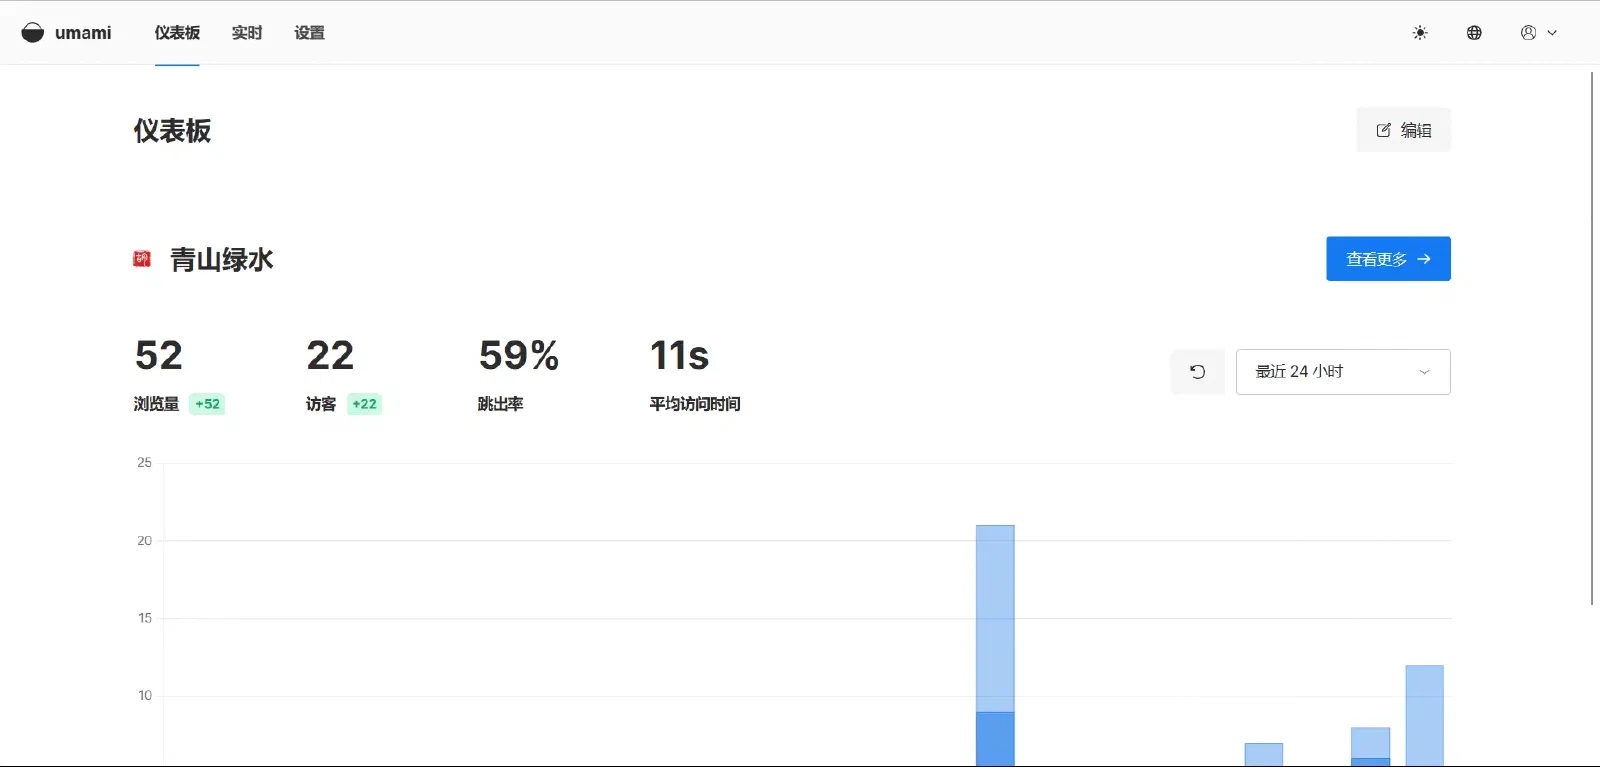 umami 仪表板 实时 设置
仪表板 编辑
胡 青山绿水 查看更多
52 22 59% 11s
浏览量 +52 访客 +22 跳出率 平均访问时间
最近 24 小时
25
20
15
10